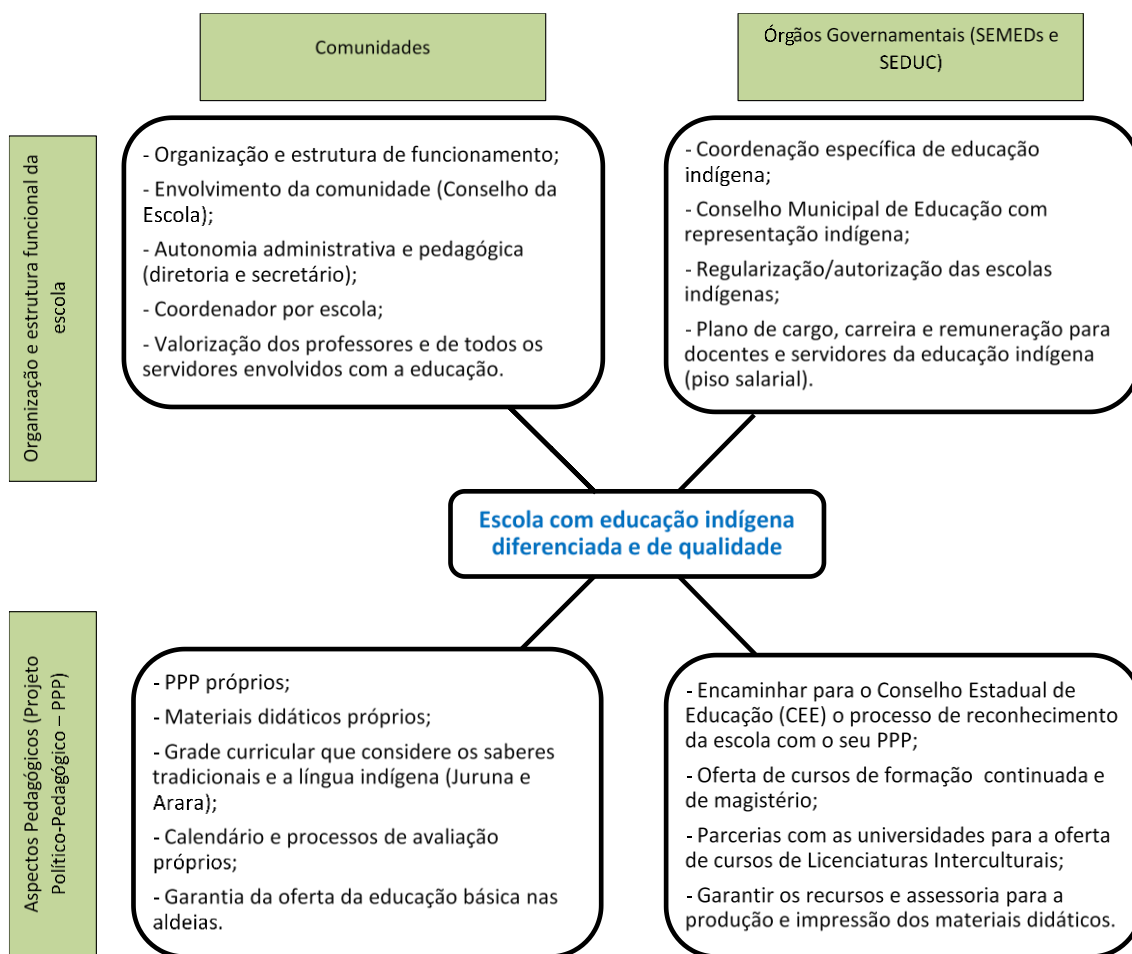 Comunidades
Órgãos Governamentais (SEMEDs e
SEDUC)
Organização e estrutura funcional da
escola
- Organização e estrutura de funcionamento;
- Envolvimento da comunidade (Conselho da
Escola);
- Autonomia administrativa e pedagógica
(diretoria e secretário);
- Coordenador por escola;
- Valorização dos professores e de todos os
servidores envolvidos com a educação.
- Coordenação específica de educação
indígena;
- Conselho Municipal de Educação com
representação indígena;
- Regularização/autorização das escolas
indígenas;
- Plano de cargo, carreira e remuneração para
docentes e servidores da educação indígena
(piso salarial).
Escola com educação indígena
diferenciada e de qualidade
Aspectos Pedagógicos (Projeto
Político-Pedagógico – PPP)
- PPP próprios;
- Materiais didáticos próprios;
- Grade curricular que considere os saberes
tradicionais e a língua indígena (Juruna e
Arara);
- Calendário e processos de avaliação
próprios;
- Garantia da oferta da educação básica nas
aldeias.
- Encaminhar para o Conselho Estadual de
Educação (CEE) o processo de reconhecimento
da escola com o seu PPP;
- Oferta de cursos de formação  continuada e
de magistério;
- Parcerias com as universidades para a oferta
de cursos de Licenciaturas Interculturais;
- Garantir os recursos e assessoria para a
produção e impressão dos materiais didáticos.